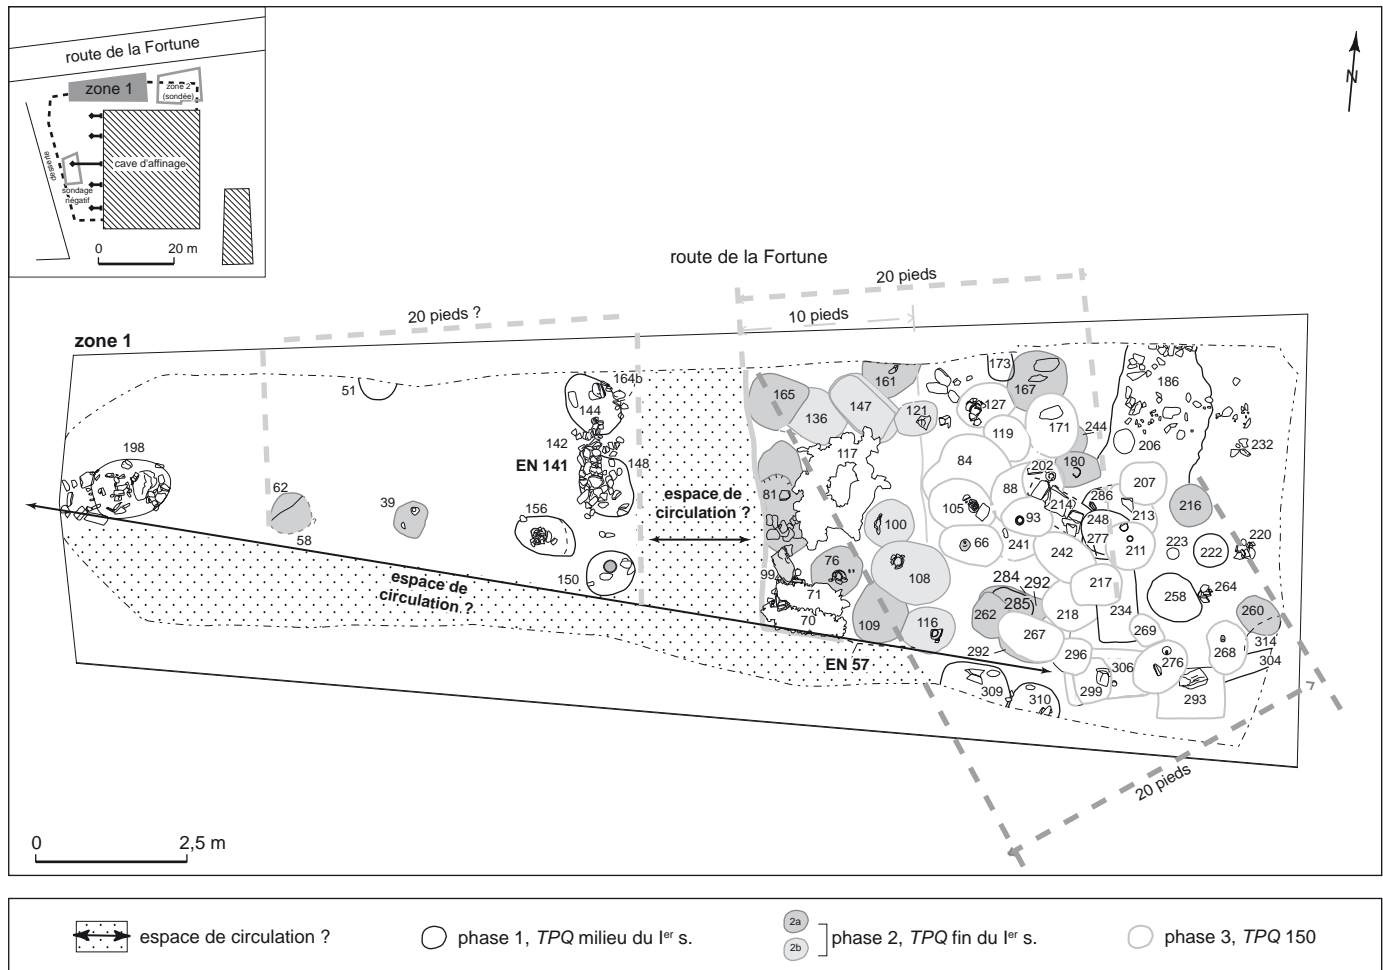 route de la Fortune
zone 1
zone 2
(sondée)
desserte
cave d'affinage
sondage
négatif
0
20 m
N
route de la Fortune
20 pieds
20 pieds ?
10 pieds
zone 1
51
164b
144
142
EN 141
148
198
62
39
58
156
150
espace de
circulation ?
espace de
circulation ?
165
136
147
161
121
127
173
167
119
171
244
186
206
232
117
84
202
180
81
88
214
286
207
216
105
93
248
213
100
66
241
277
211
223
222
220
242
76
108
99
71
70
284
292
217
258
264
285
262
218
234
260
109
116
267
269
268
314
304
292
296
306
276
EN 57
309
310
299
293
20 pieds
0
2,5 m
espace de circulation ?
phase 1, TPQ milieu du Ier s.
2a
2b
phase 2, TPQ fin du Ier s.
phase 3, TPQ 150